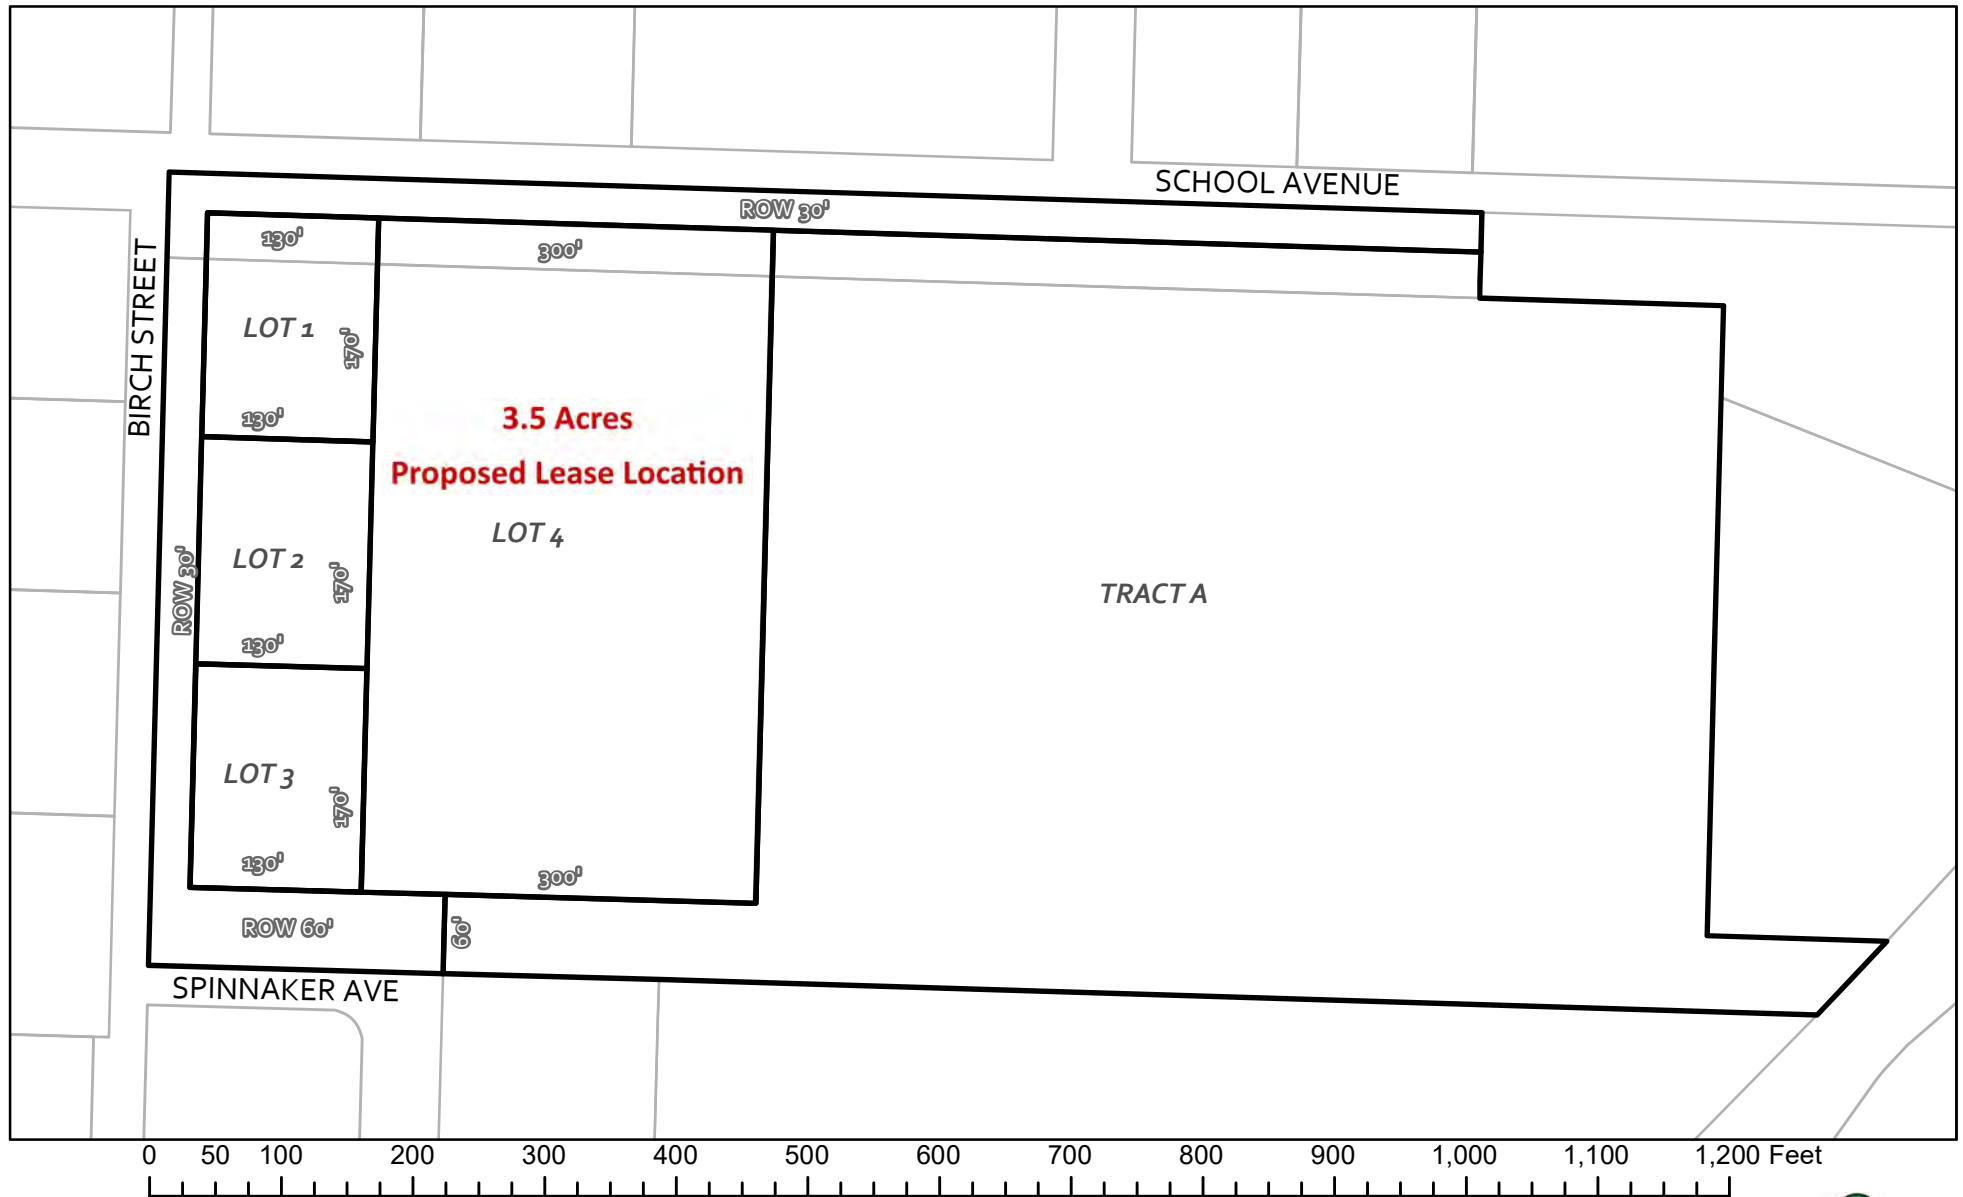 SCHOOL AVENUE
ROW 30'
130'
300'
BIRCH STREET
LOT 1
170'
130'
3.5 Acres
Proposed Lease Location
LOT 4
ROW 30'
LOT 2
170'
130'
TRACT A
LOT 3
170'
130'
300'
ROW 60'
60'
SPINNAKER AVE
0 50 100 200 300 400 500 600 700 800 900 1,000 1,100 1,200 Feet